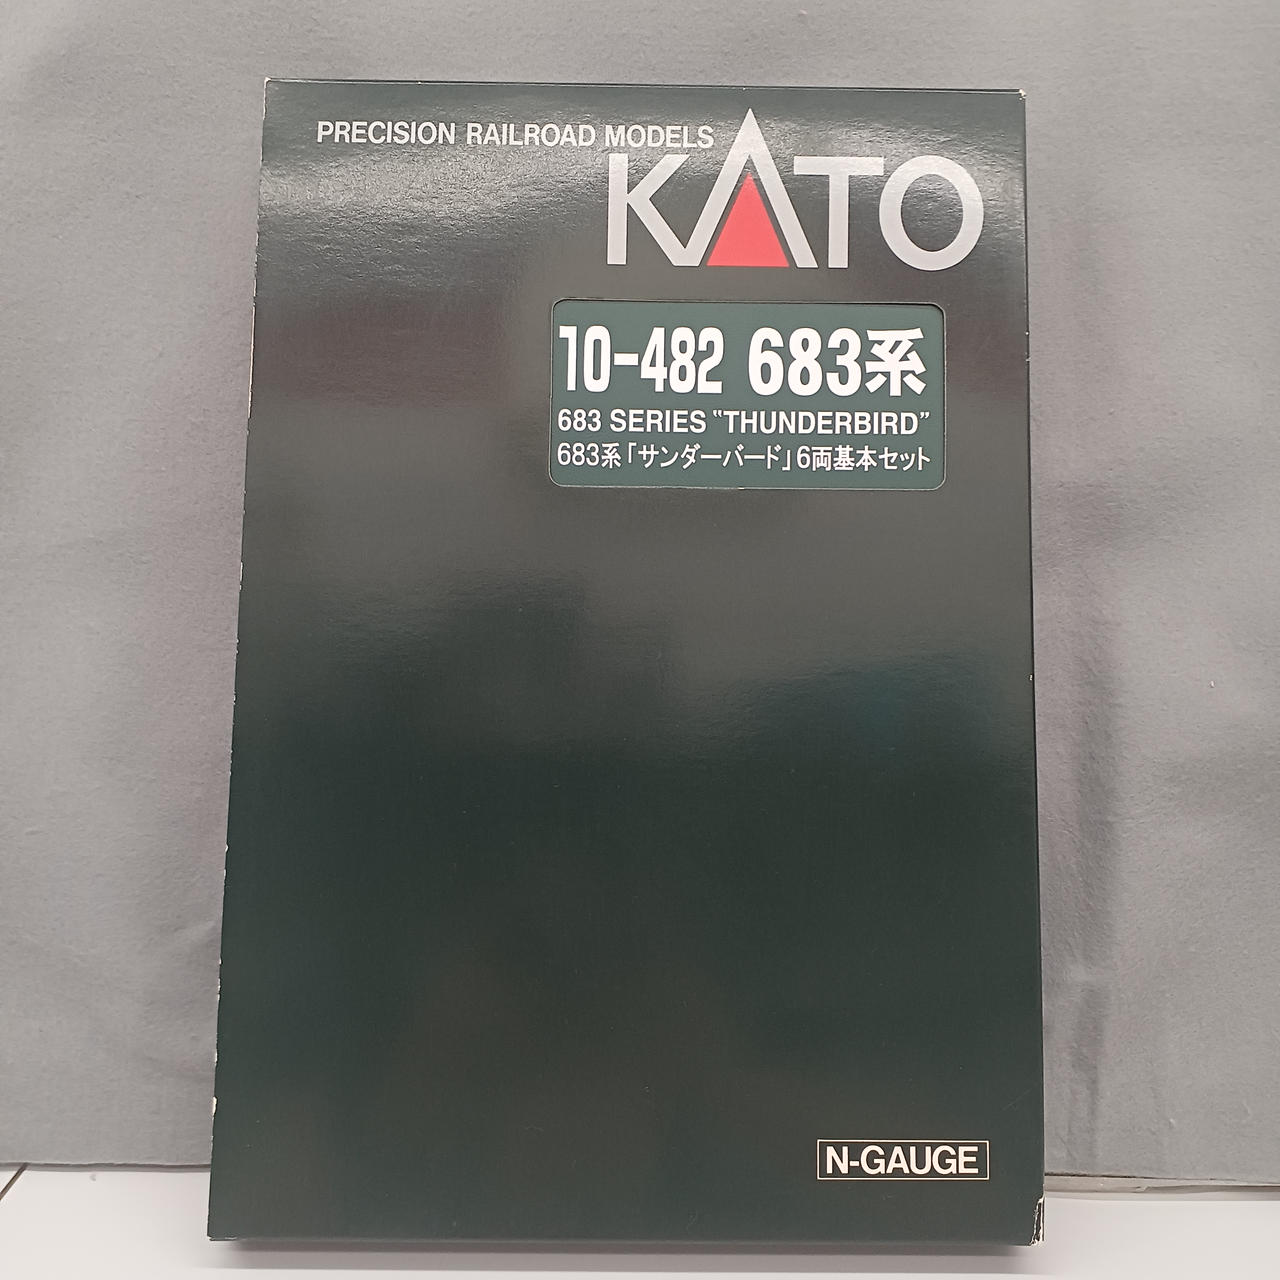 PRECISION RAILROAD MODELS
KATO
10-482 683系
683 SERIES "THUNDERBIRD"
683系「サンダーバード」6両基本セット
N-GAUGE